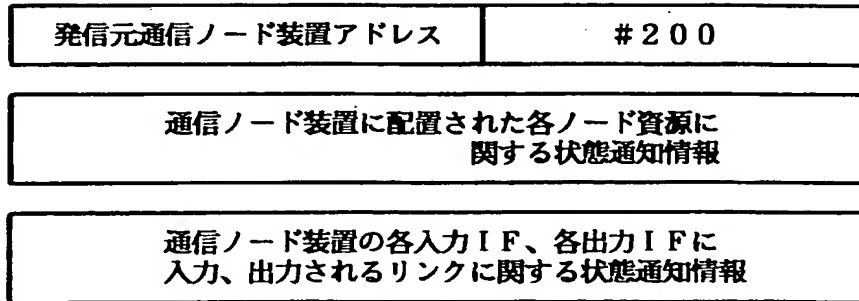 発信元通信ノード装置アドレス #200
通信ノード装置に配置された各ノード資源に
関する状態通知情報
通信ノード装置の各入力IF、各出力IFに
入力、出力されるリンクに関する状態通知情報